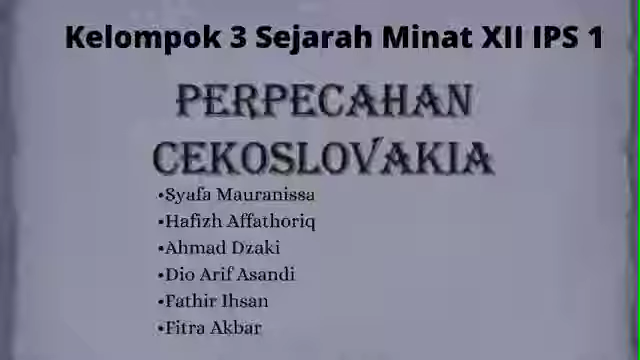 Kelompok 3 Sejarah Minat XII IPS 1
PERPECAHAN
CEKOSLOVAKIA
•Syafa Mauranissa
•Hafizh Affathoriq
•Ahmad Dzaki
•Dio Arif Asandi
•Fathir Ihsan
•Fitra Akbar